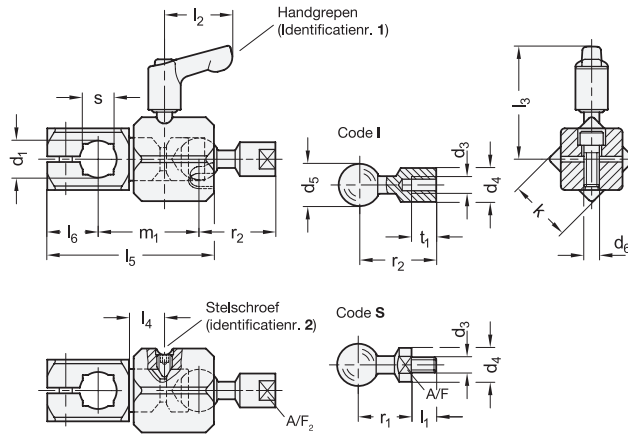 l₂
Handgrepen
(Identificatienr. 1)
s
d₁
l₆
m₁
r₂
l₅
Code I
d₃
d₅
d₄
t₁
r₂
l₃
k
d₆
l₄
Stelschroef
(identificatienr. 2)
A/F₂
Code S
d₃
d₄
A/F
r₁
l₁